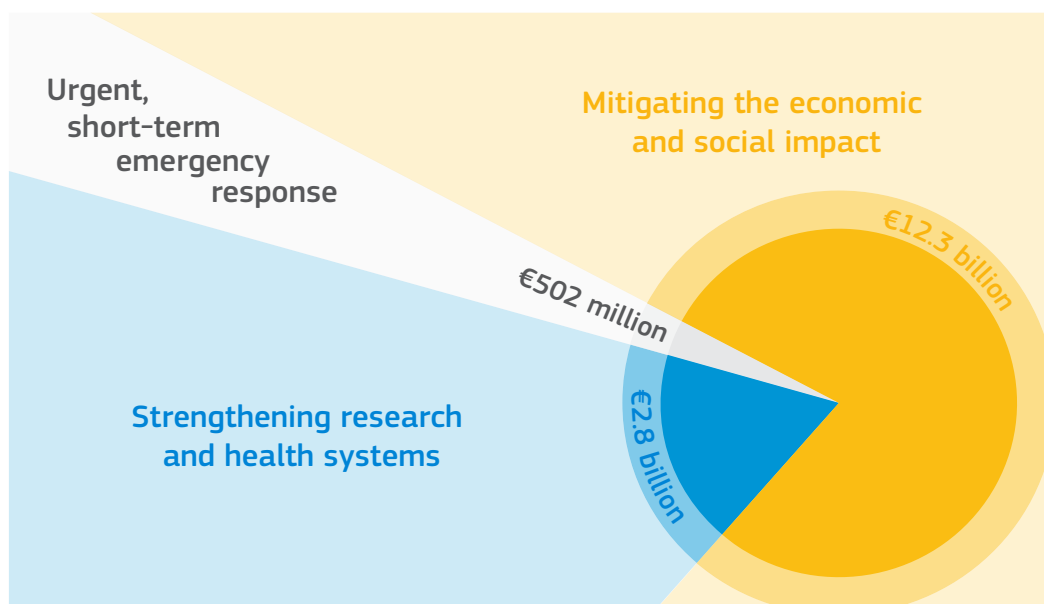 Urgent,
short-term
emergency
response
€502 million
Mitigating the economic
and social impact
€12.3 billion
Strengthening research
and health systems
€2.8 billion